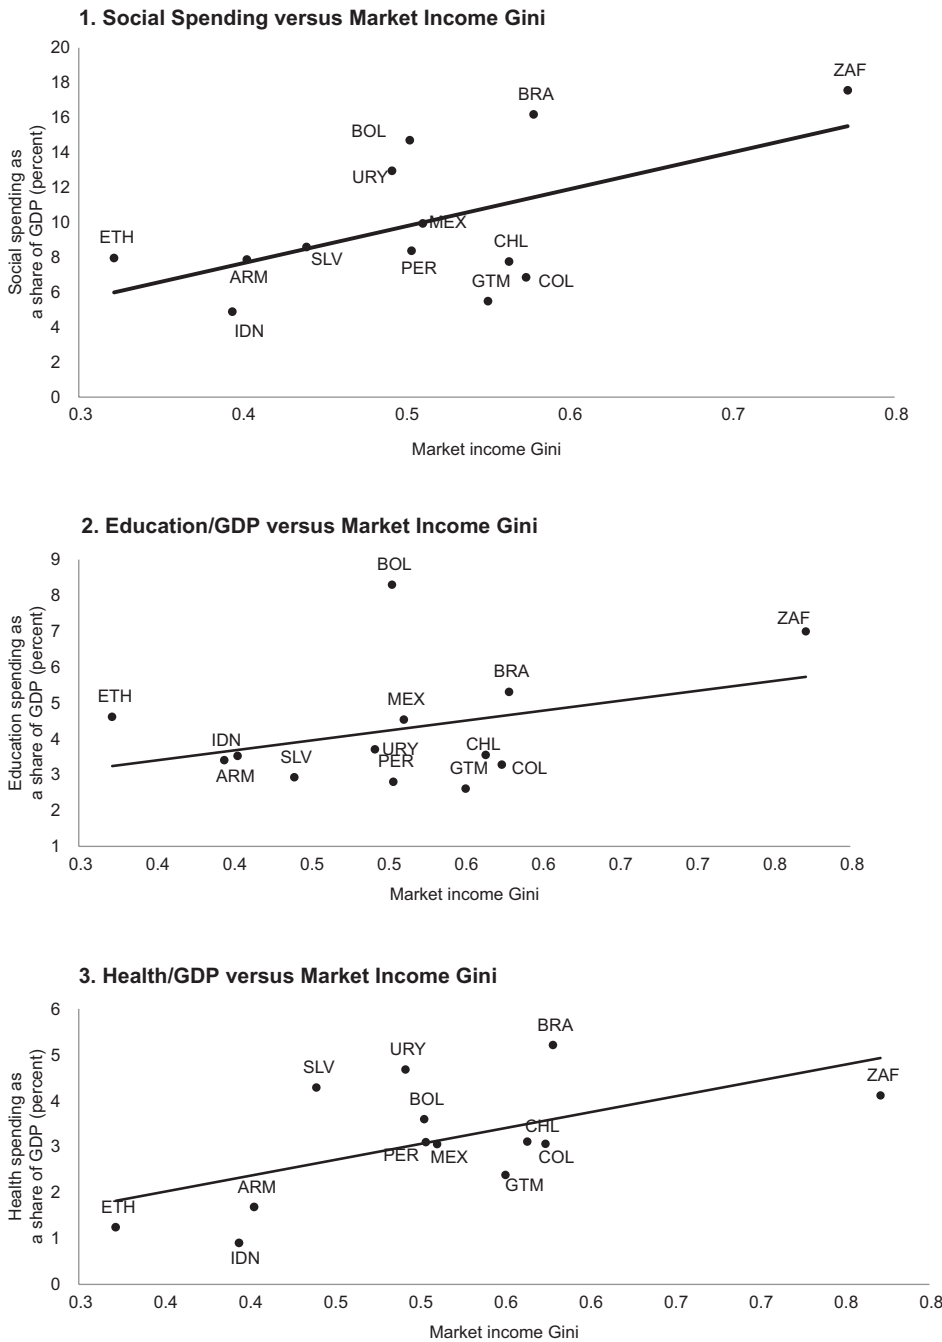 1. Social Spending versus Market Income Gini
Social spending as
a share of GDP (percent)
20
18
16
14
12
10
8
6
4
2
0
ZAF
BRA
BOL
URY
MEX
ETH
CHL
SLV
PER
ARM
GTM
COL
IDN
0.3
0.4
0.5
0.6
0.7
0.8
Market income Gini
2. Education/GDP versus Market Income Gini
Education spending as
a share of GDP (percent)
9
8
7
6
5
4
3
2
1
BOL
ZAF
BRA
ETH
MEX
IDN
URY
CHL
SLV
PER
GTM
COL
ARM
0.3
0.4
0.4
0.5
0.5
0.6
0.6
0.7
0.7
0.8
0.8
Market income Gini
3. Health/GDP versus Market Income Gini
Health spending as
a share of GDP (percent)
6
5
4
3
2
1
0
BRA
URY
SLV
ZAF
BOL
CHL
PER
MEX
COL
ARM
GTM
ETH
IDN
0.3
0.4
0.4
0.5
0.5
0.6
0.6
0.7
0.7
0.8
0.8
Market income Gini